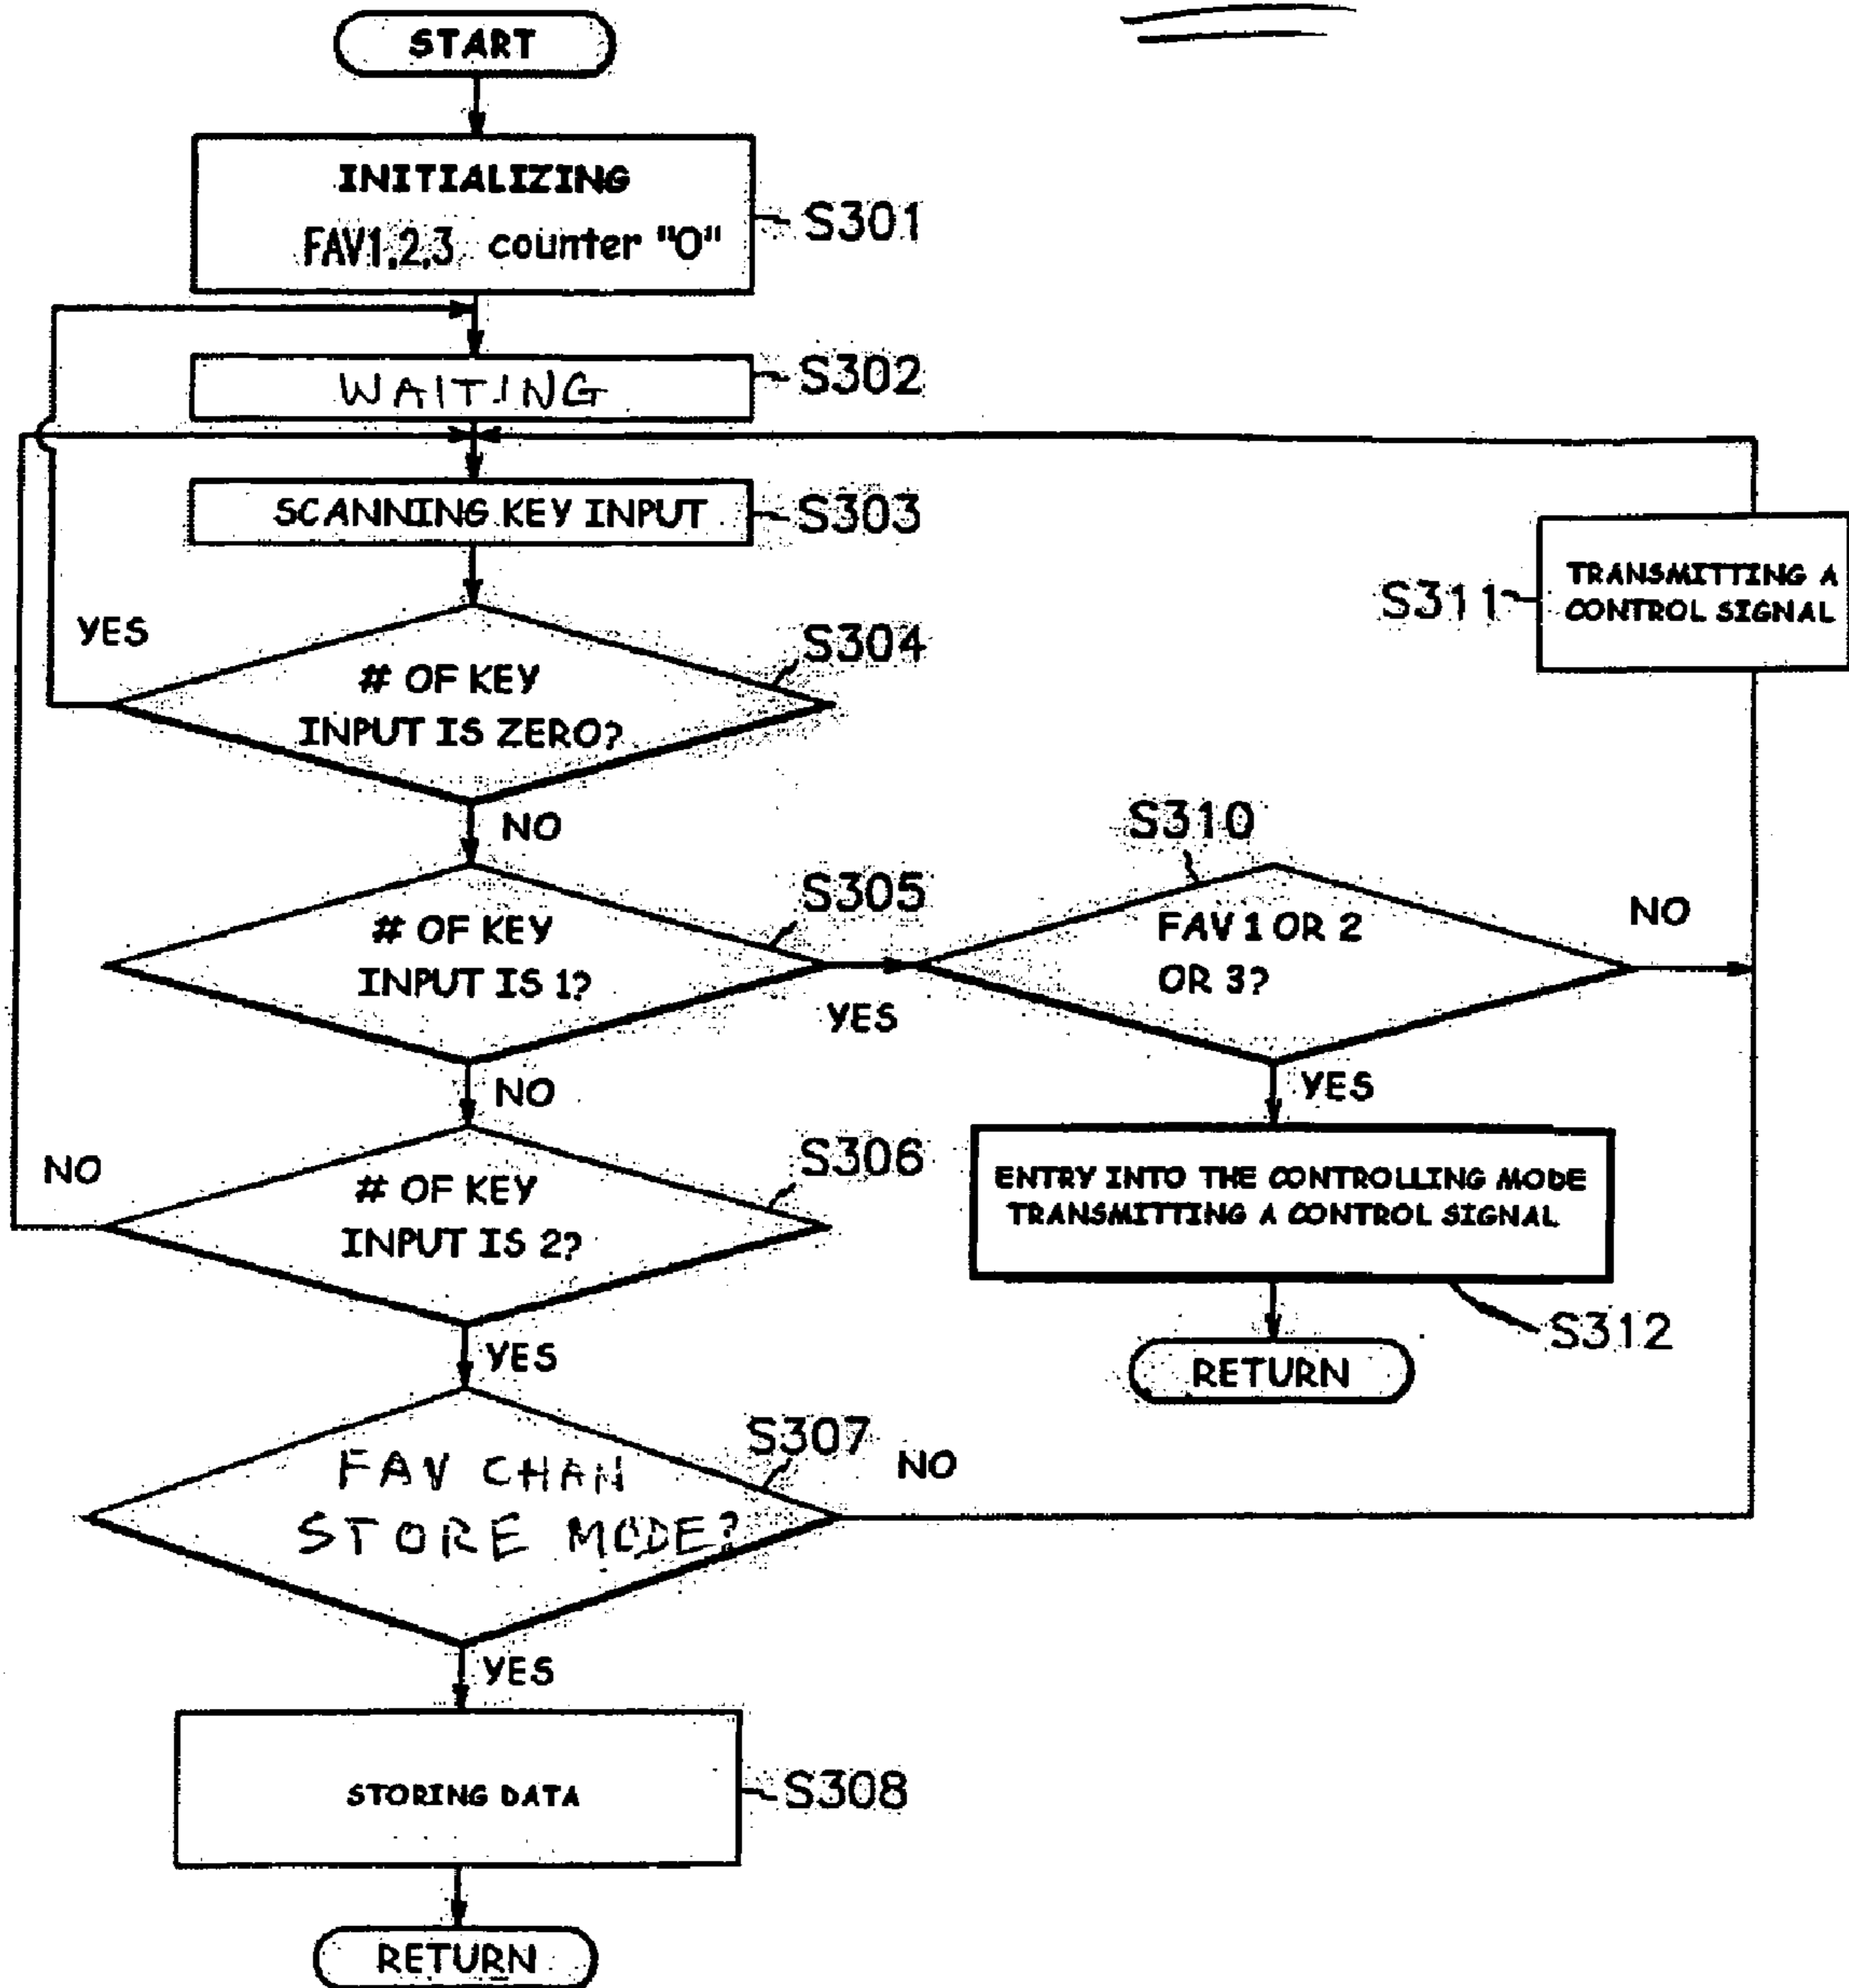 START
INITIALIZING
FAV1,2,3 counter "0"
S301
WAITING
S302
SCANNING KEY INPUT
S303
TRANSMITTING A
CONTROL SIGNAL
S311
YES
# OF KEY
INPUT IS ZERO?
S304
NO
# OF KEY
INPUT IS 1?
S305
YES
S310
FAV 1 OR 2
OR 3?
NO
NO
YES
NO
# OF KEY
INPUT IS 2?
S306
ENTRY INTO THE CONTROLLING MODE
TRANSMITTING A CONTROL SIGNAL
S312
RETURN
YES
FAV CHAN
STORE MODE?
S307
NO
YES
STORING DATA
S308
RETURN